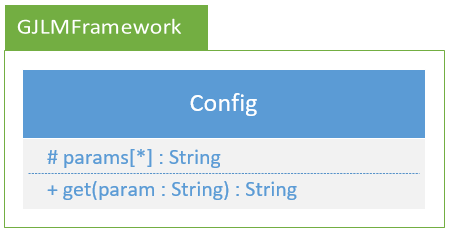 GJLMFramework
Config
# params[*] : String
+ get(param : String) : String